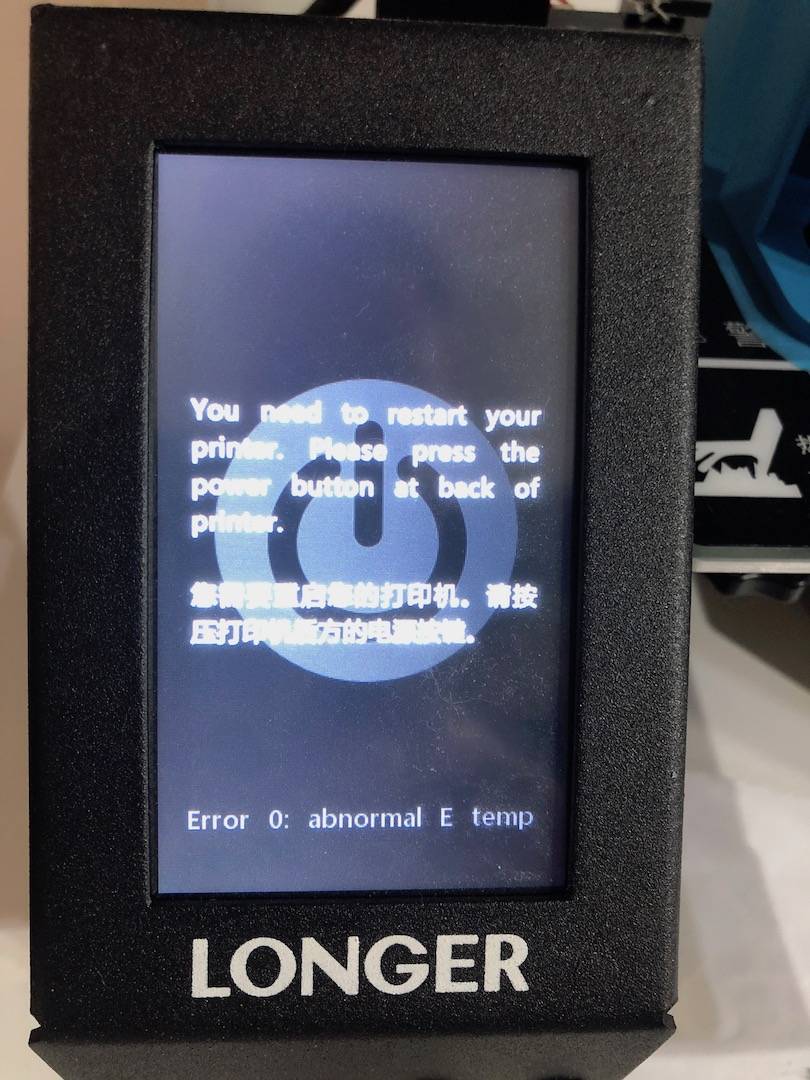 You need to restart your
printer. Please press the
power button at back of
printer.
您需要重启您的打印机。请按
压打印机后方的电源按键。
Error 0: abnormal E temp
LONGER